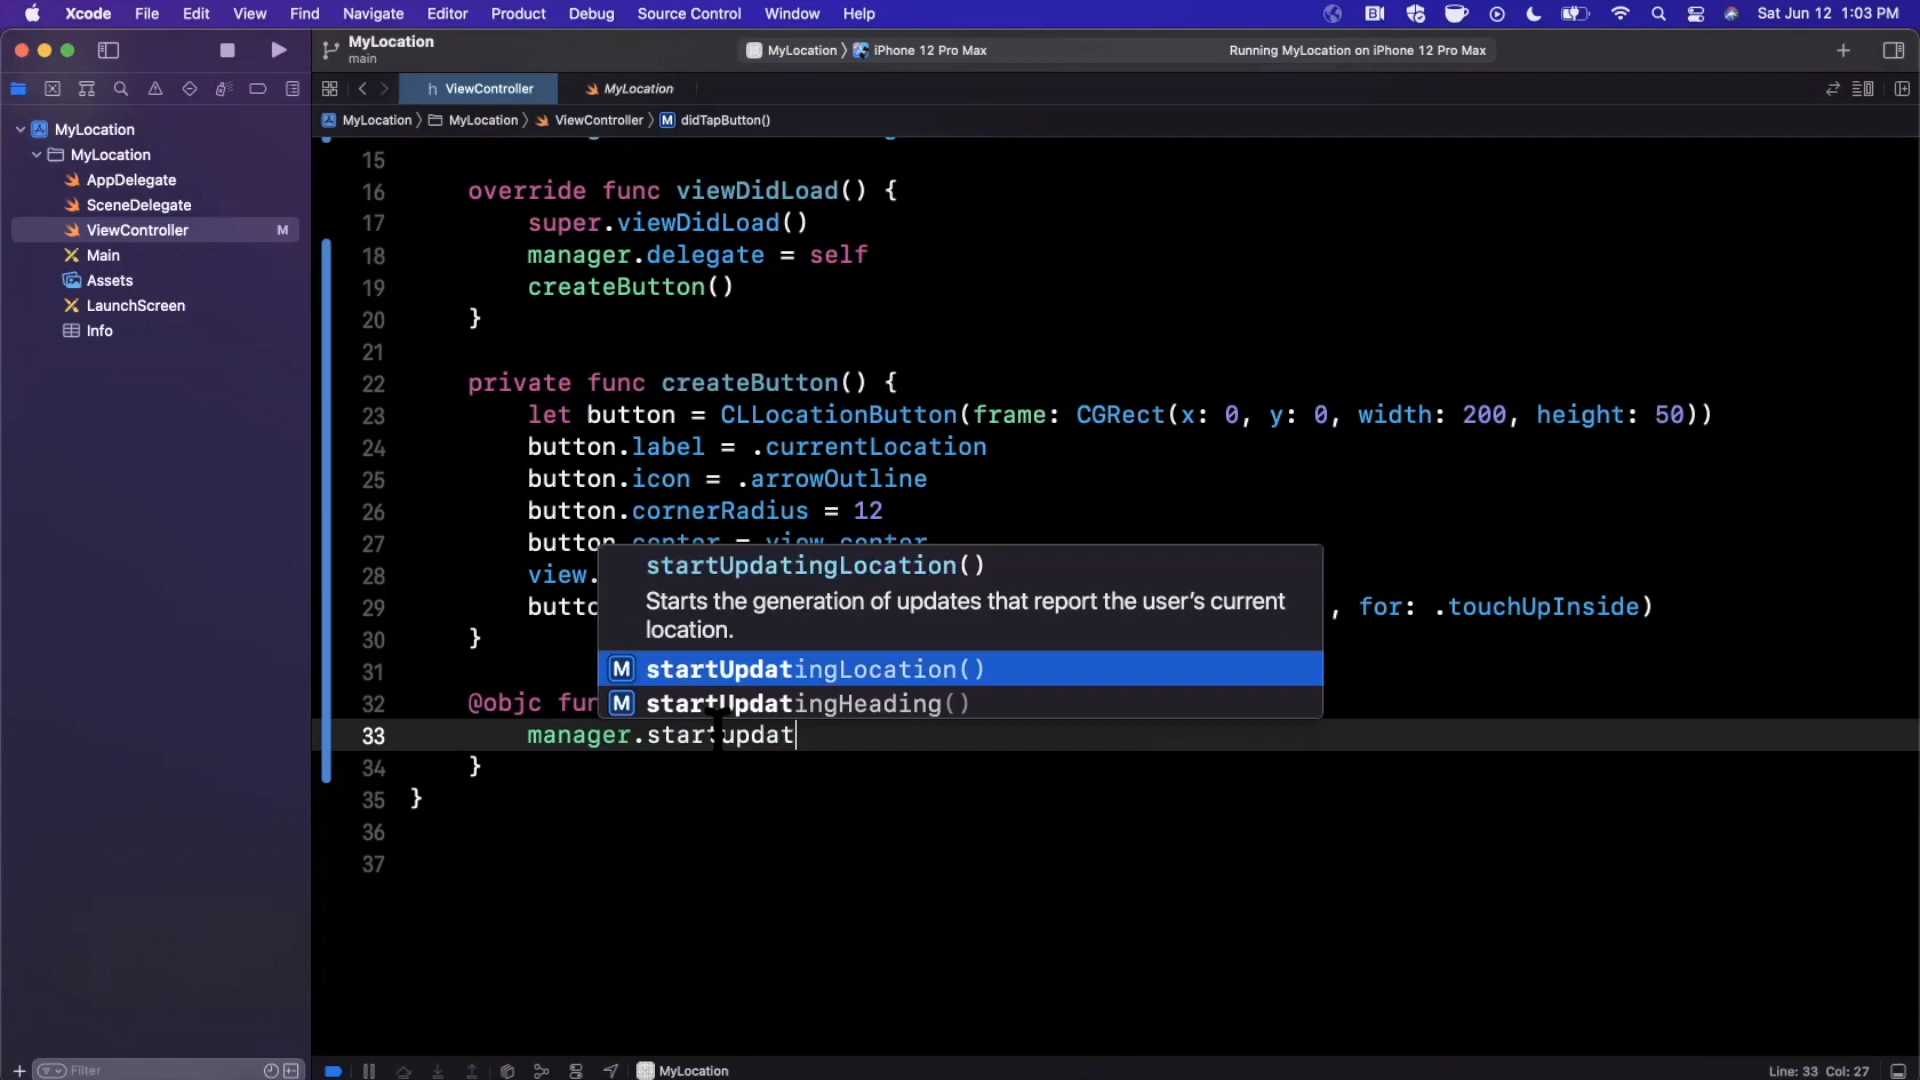 Xcode File Edit View Find Navigate Editor Product Debug Source Control Window Help Sat Jun 12 1:03 PM
MyLocation
main
MyLocation iPhone 12 Pro Max Running MyLocation on iPhone 12 Pro Max
h ViewController MyLocation
MyLocation MyLocation ViewController M didTapButton()
MyLocation
MyLocation
AppDelegate
SceneDelegate
ViewController M
Main
Assets
LaunchScreen
Info
15
16 override func viewDidLoad() {
17 super.viewDidLoad()
18 manager.delegate = self
19 createButton()
20 }
21
22 private func createButton() {
23 let button = CLLocationButton(frame: CGRect(x: 0, y: 0, width: 200, height: 50))
24 button.label = .currentLocation
25 button.icon = .arrowOutline
26 button.cornerRadius = 12
27 button.center = view.center
28 view.
29 butto , for: .touchUpInside)
30 }
31
32 @objc fun
33 manager.startupdat
34 }
35 }
36
37
startUpdatingLocation()
Starts the generation of updates that report the user's current
location.
M startUpdatingLocation()
M startUpdatingHeading()
Filter MyLocation Line: 33 Col: 27